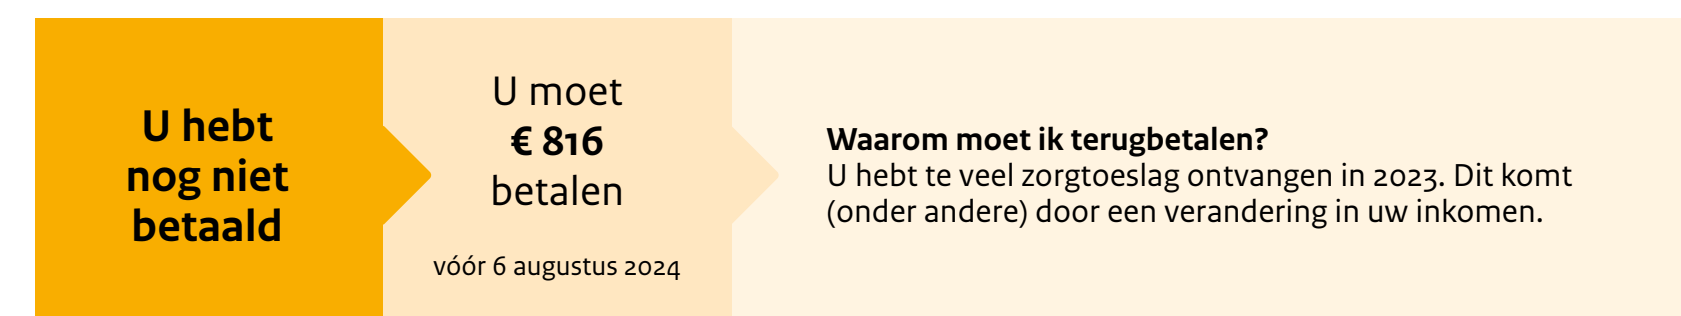 U hebt
nog niet
betaald
U moet
€ 816
betalen
vóór 6 augustus 2024
Waarom moet ik terugbetalen?
U hebt te veel zorgtoeslag ontvangen in 2023. Dit komt
(onder andere) door een verandering in uw inkomen.